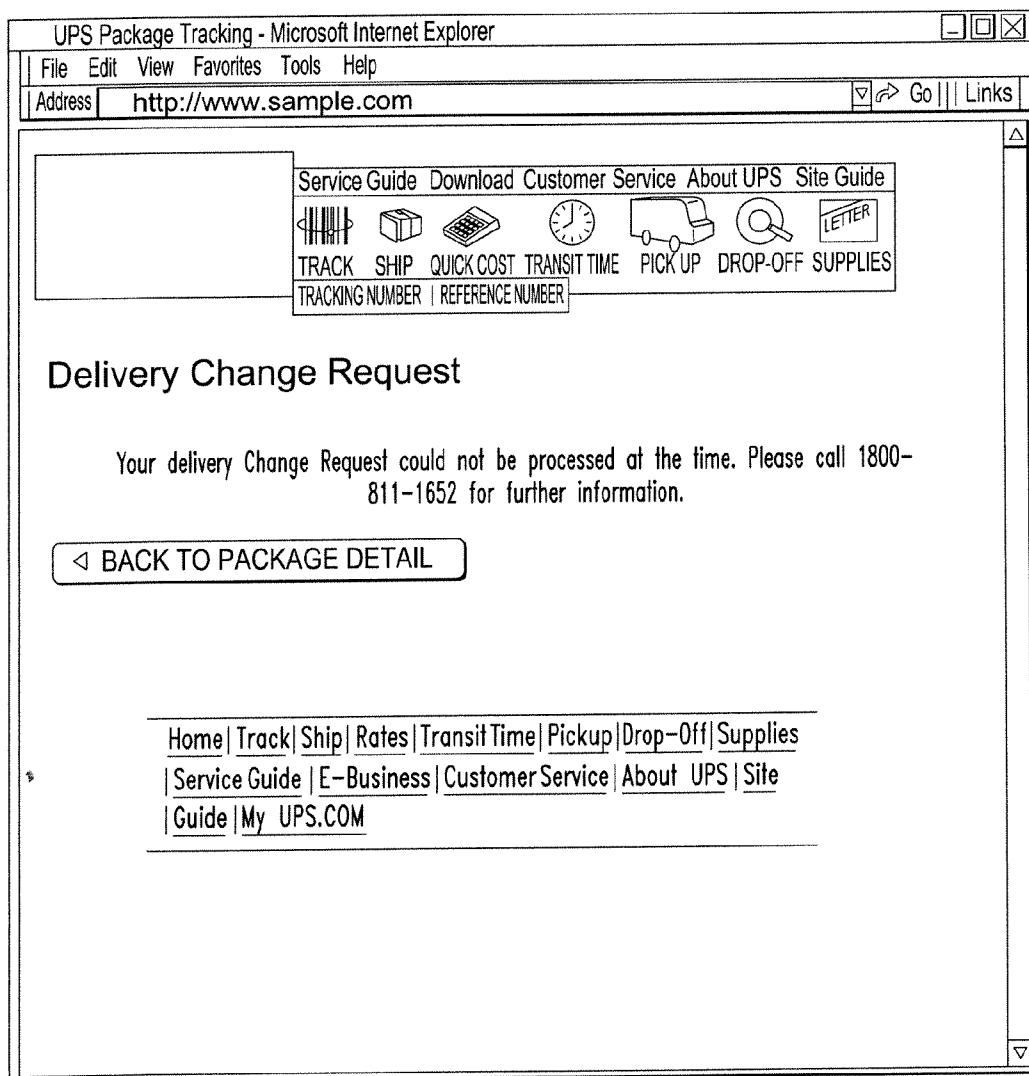 UPS Package Tracking - Microsoft Internet Explorer
File Edit View Favorites Tools Help
Address http://www.sample.com Go Links
Service Guide Download Customer Service About UPS Site Guide
LETTER
TRACK SHIP QUICK COST TRANSIT TIME PICK UP DROP-OFF SUPPLIES
TRACKING NUMBER | REFERENCE NUMBER
Delivery Change Request
Your delivery Change Request could not be processed at the time. Please call 1800-
811-1652 for further information.
BACK TO PACKAGE DETAIL
Home | Track | Ship | Rates | Transit Time | Pickup | Drop-Off | Supplies
| Service Guide | E-Business | Customer Service | About UPS | Site
| Guide | My UPS.COM